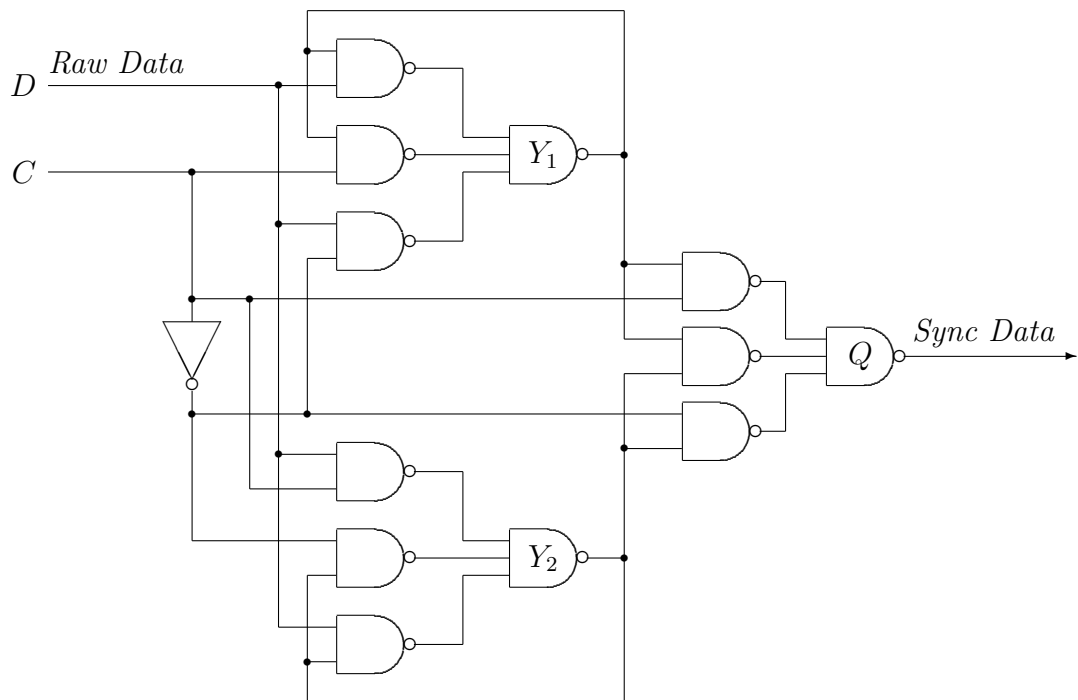 Raw Data
D
Y₁
C
Q
Sync Data
Y₂